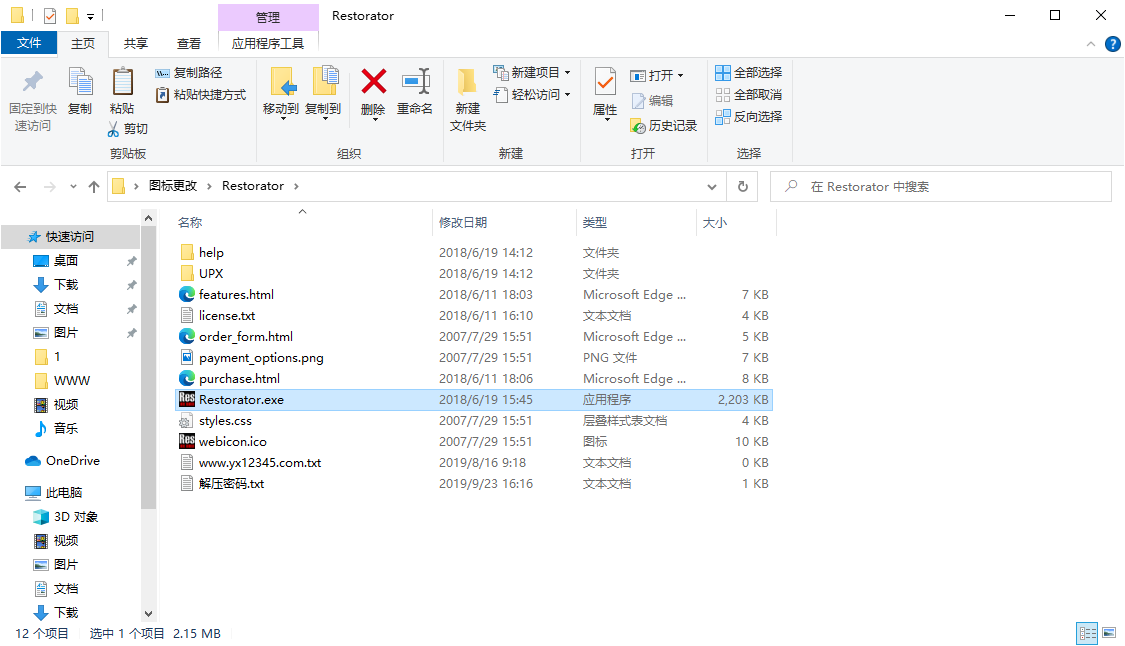 管理
Restorator
文件
主页
共享
查看
应用程序工具
固定到快速访问
复制
粘贴
复制路径
粘贴快捷方式
剪切
剪贴板
移动到
复制到
删除
重命名
组织
新建
文件夹
新建项目
轻松访问
新建
属性
打开
编辑
历史记录
打开
全部选择
全部取消
反向选择
选择
图标更改 Restorator
在 Restorator 中搜索
名称 修改日期 类型 大小
help 2018/6/19 14:12 文件夹
UPX 2018/6/19 14:12 文件夹
features.html 2018/6/11 18:03 Microsoft Edge ... 7 KB
license.txt 2018/6/11 16:10 文本文档 4 KB
order_form.html 2007/7/29 15:51 Microsoft Edge ... 5 KB
payment_options.png 2007/7/29 15:51 PNG 文件 7 KB
purchase.html 2018/6/11 18:06 Microsoft Edge ... 8 KB
Restorator.exe 2018/6/19 15:45 应用程序 2,203 KB
styles.css 2007/7/29 15:51 层叠样式表文档 4 KB
webicon.ico 2007/7/29 15:51 图标 10 KB
www.yx12345.com.txt 2019/8/16 9:18 文本文档 0 KB
解压密码.txt 2019/9/23 16:16 文本文档 1 KB
快速访问
桌面
下载
文档
图片
1
WWW
视频
音乐
OneDrive
此电脑
3D 对象
视频
图片
文档
下载
12 个项目 选中 1 个项目 2.15 MB